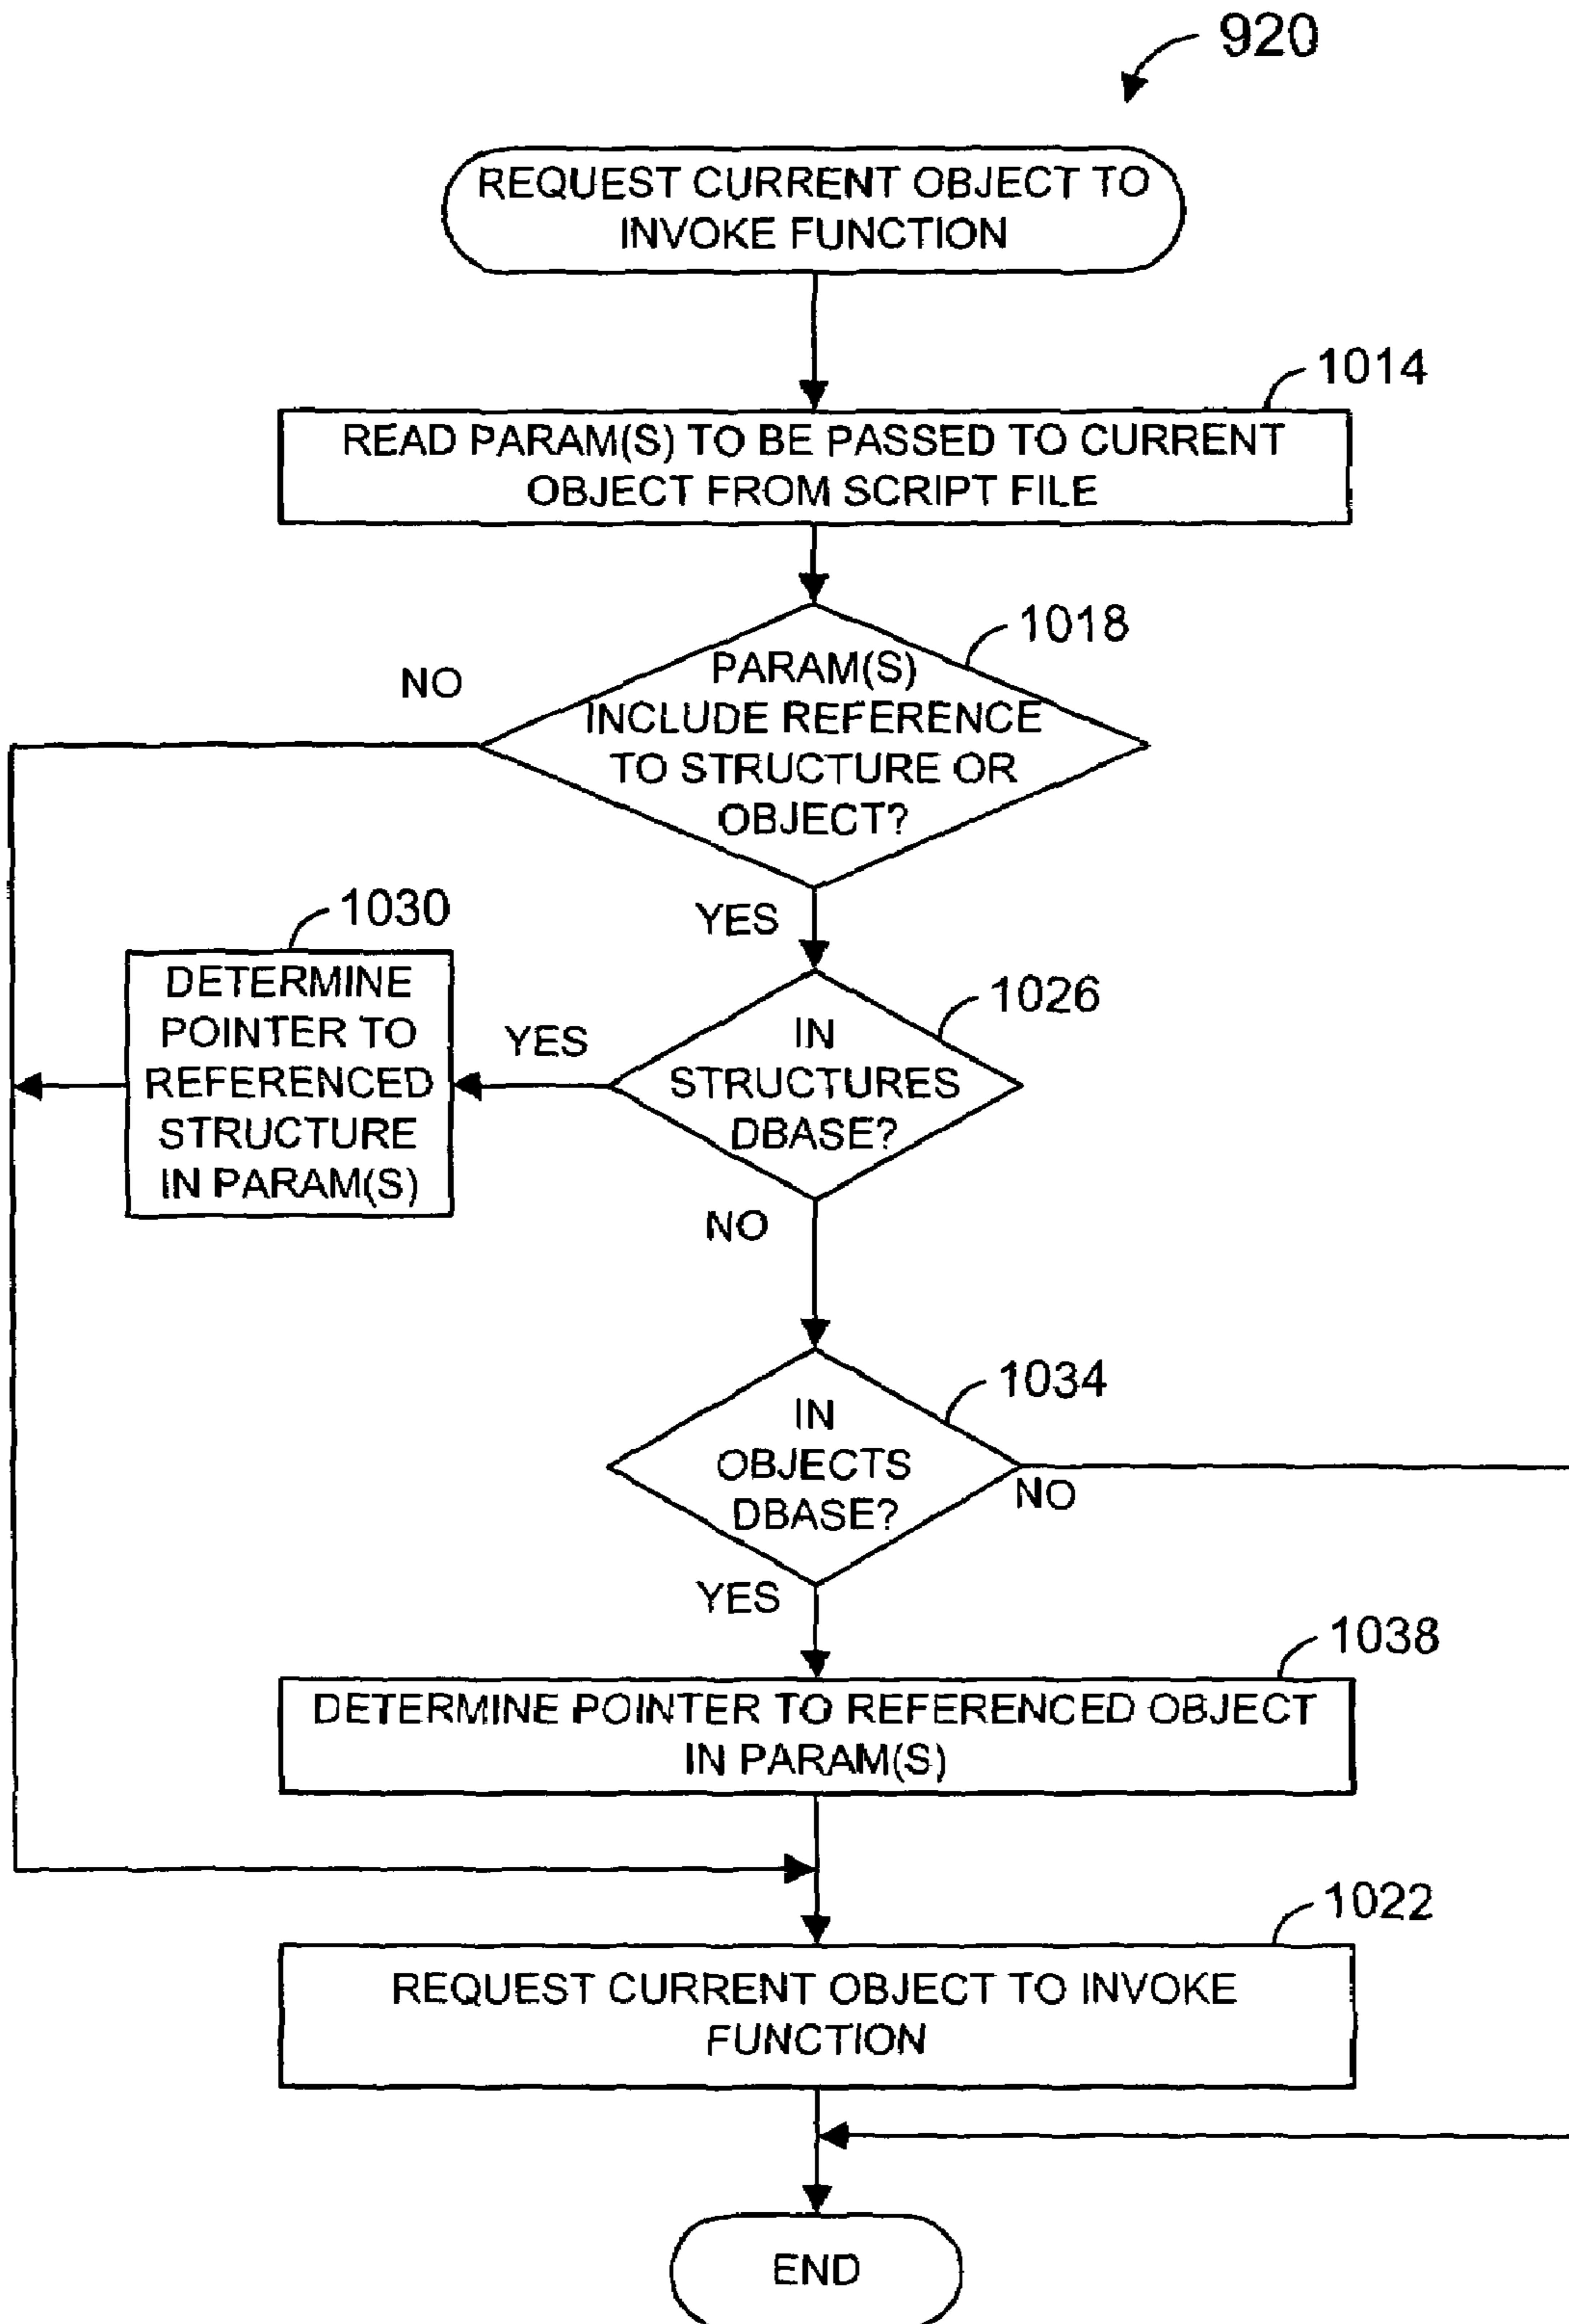 920
REQUEST CURRENT OBJECT TO
INVOKE FUNCTION
1014
READ PARAM(S) TO BE PASSED TO CURRENT
OBJECT FROM SCRIPT FILE
1018
NO
PARAM(S)
INCLUDE REFERENCE
TO STRUCTURE OR
OBJECT?
YES
1030
DETERMINE
POINTER TO
REFERENCED
STRUCTURE
IN PARAM(S)
YES
1026
IN
STRUCTURES
DBASE?
NO
1034
IN
OBJECTS
DBASE?
NO
YES
1038
DETERMINE POINTER TO REFERENCED OBJECT
IN PARAM(S)
1022
REQUEST CURRENT OBJECT TO INVOKE
FUNCTION
END